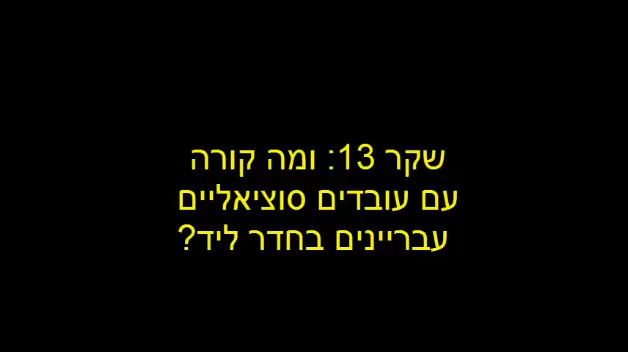 שקר 13: ומה קורה
עם עובדים סוציאליים
עבריינים בחדר ליד?